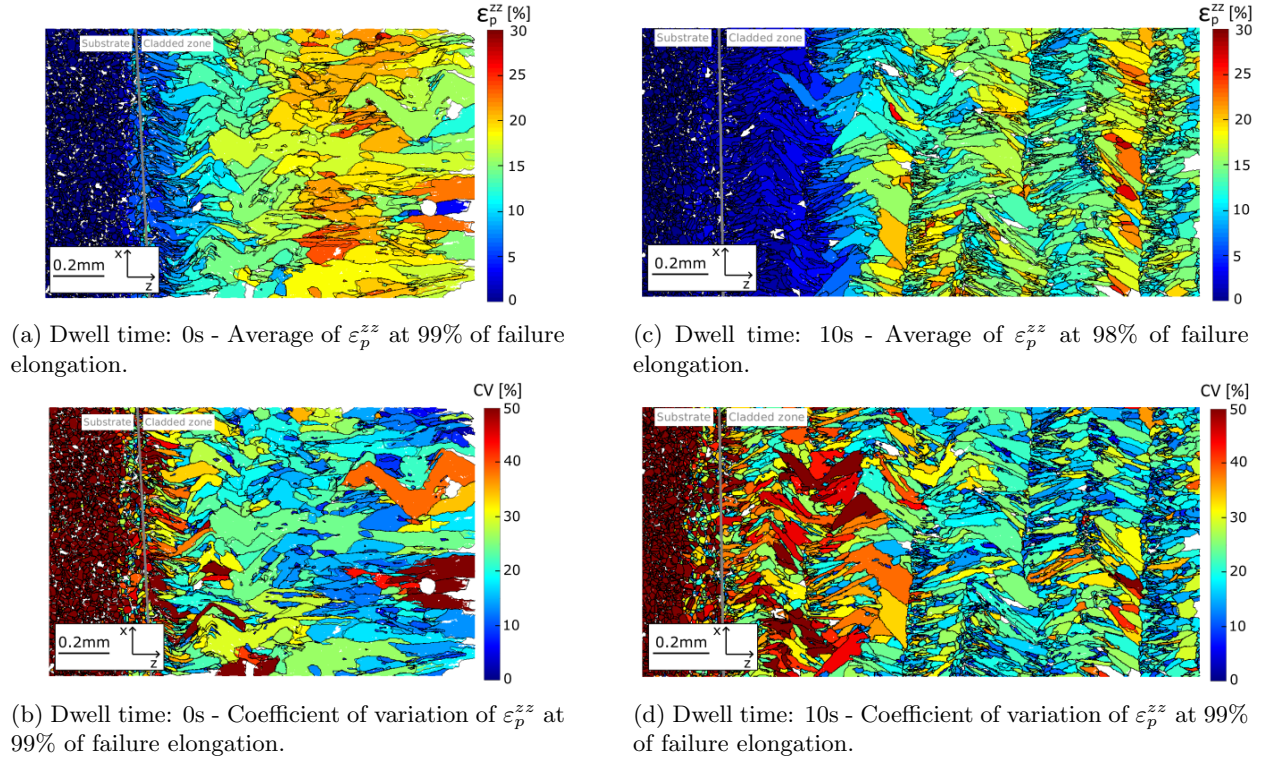 ε_p^zz [%]
Substrate Cladded zone
30
25
20
15
10
5
0
0.2mm
x
z
(a) Dwell time: 0s - Average of ε_p^zz at 99% of failure
elongation.
ε_p^zz [%]
Substrate Cladded zone
30
25
20
15
10
5
0
0.2mm
x
z
(c) Dwell time: 10s - Average of ε_p^zz at 98% of failure
elongation.
CV [%]
Substrate Cladded zone
50
40
30
20
10
0
0.2mm
x
z
(b) Dwell time: 0s - Coefficient of variation of ε_p^zz at
99% of failure elongation.
CV [%]
Substrate Cladded zone
50
40
30
20
10
0
0.2mm
x
z
(d) Dwell time: 10s - Coefficient of variation of ε_p^zz at 99%
of failure elongation.